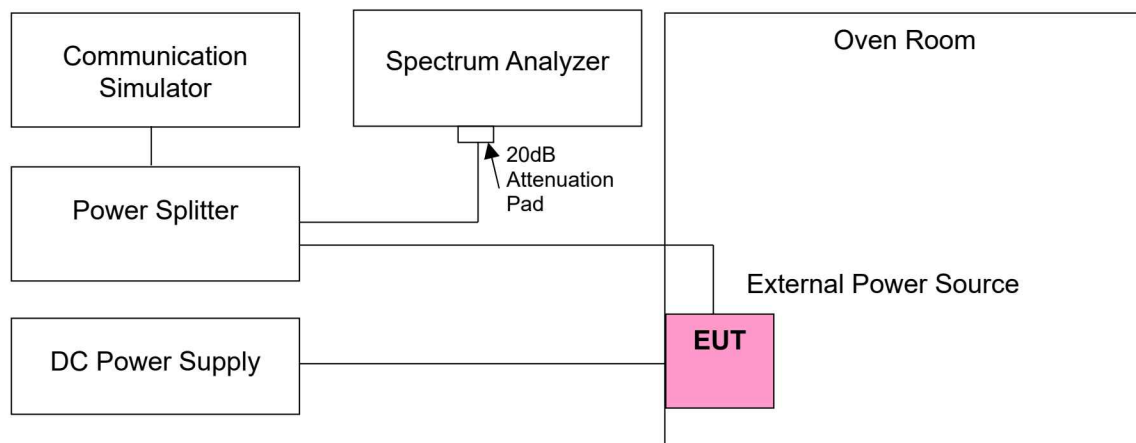 Communication
Simulator
Spectrum Analyzer
Oven Room
20dB
Attenuation
Pad
Power Splitter
External Power Source
EUT
DC Power Supply